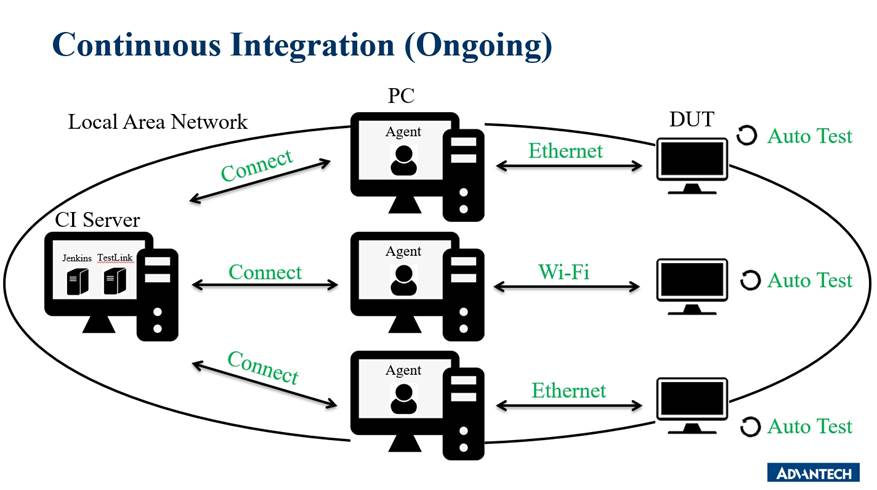 Continuous Integration (Ongoing)
PC
Local Area Network
DUT
Agent
Auto Test
Connect
Ethernet
CI Server
Jenkins TestLink
Agent
Connect
Wi-Fi
Auto Test
Connect
Agent
Ethernet
Auto Test
ADVANTECH